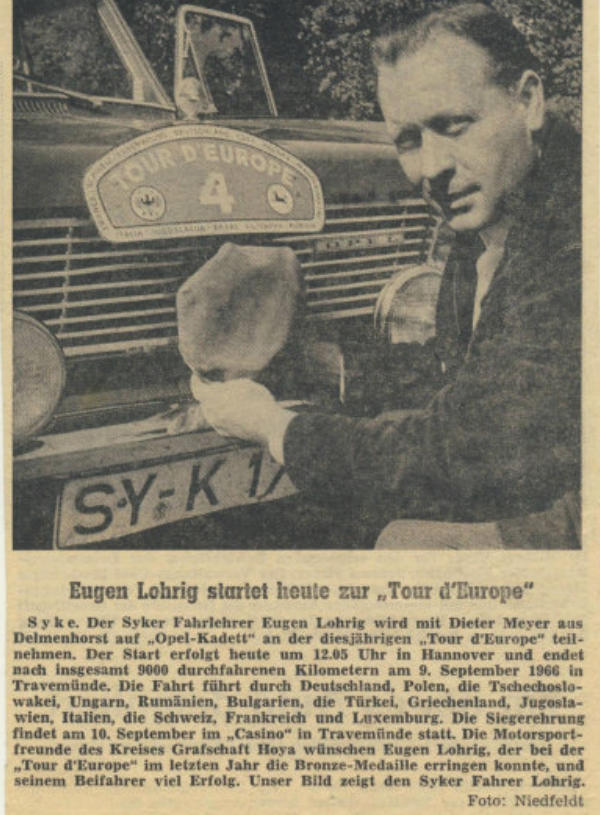 TOUR D'EUROPE
4
OPEL
SY-K 1
Eugen Lohrig startet heute zur „Tour d'Europe“
Syke. Der Syker Fahrlehrer Eugen Lohrig wird mit Dieter Meyer aus
Delmenhorst auf „Opel-Kadett“ an der diesjährigen „Tour d'Europe“ teil-
nehmen. Der Start erfolgt heute um 12.05 Uhr in Hannover und endet
nach insgesamt 9000 durchfahrenen Kilometern am 9. September 1966 in
Travemünde. Die Fahrt führt durch Deutschland, Polen, die Tschechoslo-
wakei, Ungarn, Rumänien, Bulgarien, die Türkei, Griechenland, Jugosla-
wien, Italien, die Schweiz, Frankreich und Luxemburg. Die Siegerehrung
findet am 10. September im „Casino“ in Travemünde statt. Die Motorsport-
freunde des Kreises Grafschaft Hoya wünschen Eugen Lohrig, der bei der
„Tour d'Europe“ im letzten Jahr die Bronze-Medaille erringen konnte, und
seinem Beifahrer viel Erfolg. Unser Bild zeigt den Syker Fahrer Lohrig.
Foto: Niedfeldt